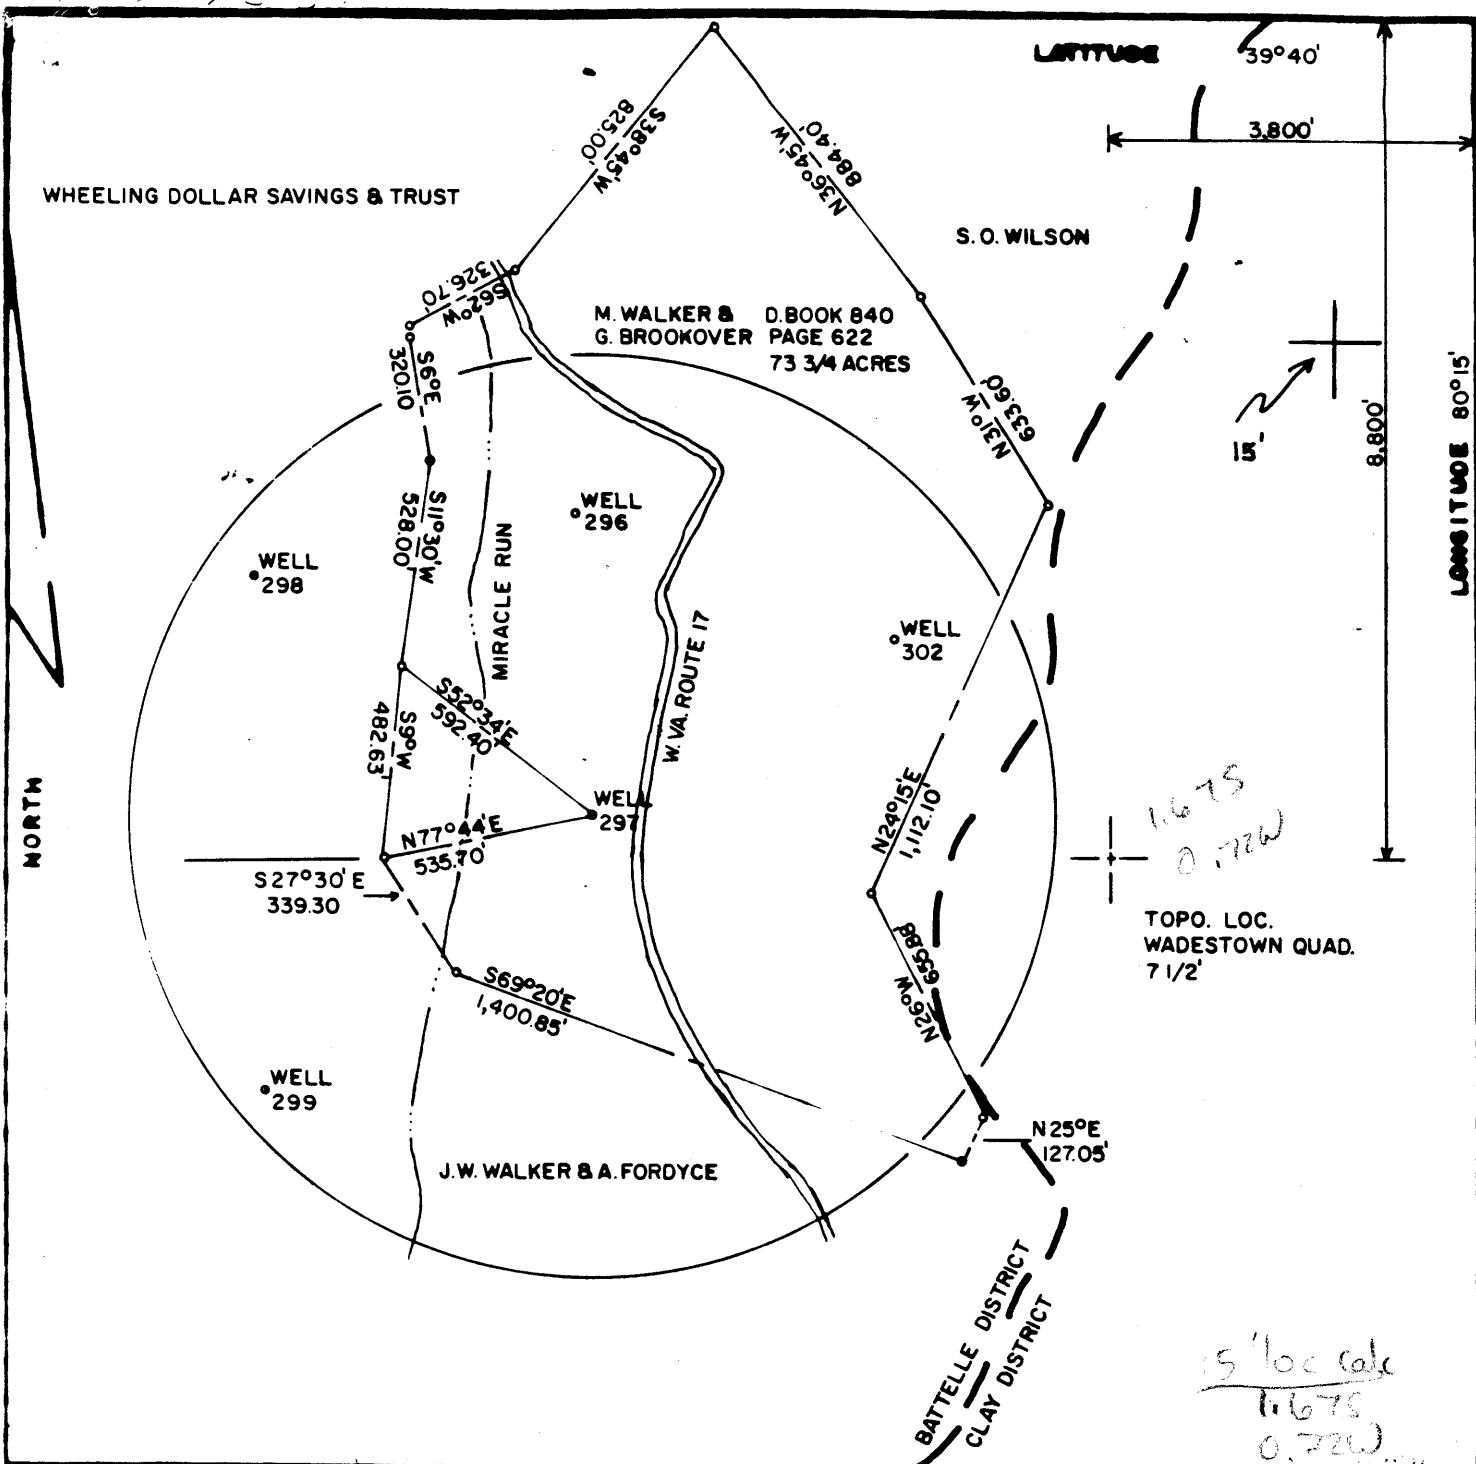 LATITUDE 39°40'
3,800'
S38°45'W
825.00'
N36°45'W
884.40'
WHEELING DOLLAR SAVINGS & TRUST
S.O. WILSON
S62°W
326.70'
M. WALKER & D.BOOK 840
G. BROOKOVER PAGE 622
73 3/4 ACRES
S6°E
320.10
N31°W
633.60'
15'
8,800'
LONGITUDE 80°15'
S11°30'W
528.00'
WELL
296
WELL
298
MIRACLE RUN
WELL
302
W.VA. ROUTE 17
S52°34'E
592.40'
S9°W
482.63'
NORTH
WELL
297
N77°44'E
535.70'
N24°15'E
1,112.10'
1.67S
0.72W
S27°30'E
339.30
TOPO. LOC.
WADESTOWN QUAD.
7 1/2'
N26°W
655.88
S69°20'E
1,400.85'
WELL
299
N25°E
127.05'
J.W. WALKER & A. FORDYCE
BATTELLE DISTRICT
CLAY DISTRICT
15' loc calc
1.67S
0.72W